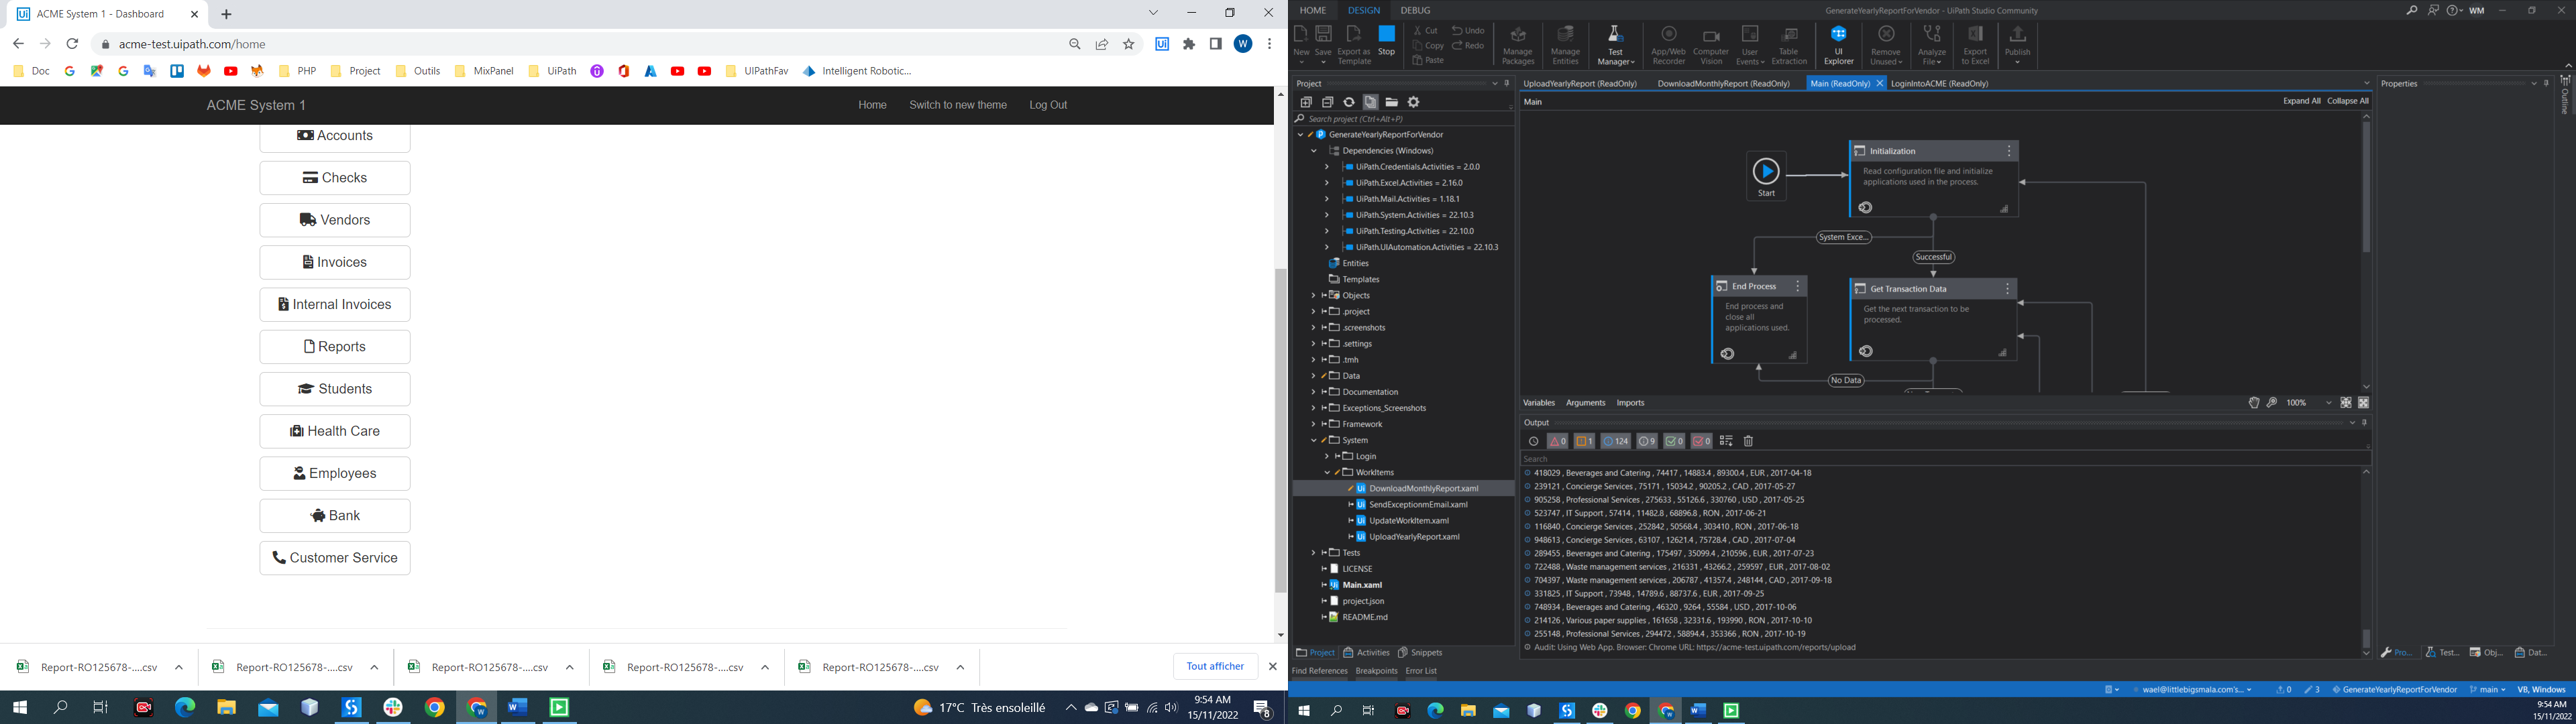 ACME System 1 - Dashboard
acme-test.uipath.com/home
Doc
PHP
Project
Outils
MixPanel
UiPath
UIPathFav
Intelligent Robotic...
ACME System 1
Home
Switch to new theme
Log Out
Accounts
Checks
Vendors
Invoices
Internal Invoices
Reports
Students
Health Care
Employees
Bank
Customer Service
Report-RO125678-....csv
Report-RO125678-....csv
Report-RO125678-....csv
Report-RO125678-....csv
Report-RO125678-....csv
Tout afficher
17°C Très ensoleillé
9:54 AM
15/11/2022
8
HOME
DESIGN
DEBUG
GenerateYearlyReportForVendor - UiPath Studio Community
WM
New
Save
Export as Template
Stop
Cut
Copy
Paste
Undo
Redo
Manage Packages
Manage Entities
Test Manager
App/Web Recorder
Computer Vision
User Events
Table Extraction
UI Explorer
Remove Unused
Analyze File
Export to Excel
Publish
Project
Search project (Ctrl+Alt+P)
GenerateYearlyReportForVendor
Dependencies (Windows)
UiPath.Credentials.Activities = 2.0.0
UiPath.Excel.Activities = 2.16.0
UiPath.Mail.Activities = 1.18.1
UiPath.System.Activities = 22.10.3
UiPath.Testing.Activities = 22.10.0
UiPath.UIAutomation.Activities = 22.10.3
Entities
Templates
Objects
.project
.screenshots
.settings
.tmh
Data
Documentation
Exceptions_Screenshots
Framework
System
Login
WorkItems
DownloadMonthlyReport.xaml
SendExceptionmEmail.xaml
UpdateWorkItem.xaml
UploadYearlyReport.xaml
Tests
LICENSE
Main.xaml
project.json
README.md
Project
Activities
Snippets
Find References
Breakpoints
Error List
UploadYearlyReport (ReadOnly)
DownloadMonthlyReport (ReadOnly)
Main (ReadOnly)
LoginIntoACME (ReadOnly)
Main
Expand All
Collapse All
Start
Initialization
Read configuration file and initialize
applications used in the process.
System Exce...
Successful
End Process
End process and
close all
applications used.
Get Transaction Data
Get the next transaction to be
processed.
No Data
Variables
Arguments
Imports
100%
Output
0
1
124
9
0
0
Search
418029 , Beverages and Catering , 74417 , 14883.4 , 89300.4 , EUR , 2017-04-18
239121 , Concierge Services , 75171 , 15034.2 , 90205.2 , CAD , 2017-05-27
905258 , Professional Services , 275633 , 55126.6 , 330760 , USD , 2017-05-25
523747 , IT Support , 57414 , 11482.8 , 68896.8 , RON , 2017-06-21
116840 , Concierge Services , 252842 , 50568.4 , 303410 , RON , 2017-06-18
948613 , Concierge Services , 63107 , 12621.4 , 75728.4 , CAD , 2017-07-04
289455 , Beverages and Catering , 175497 , 35099.4 , 210596 , EUR , 2017-07-23
722488 , Waste management services , 216331 , 43266.2 , 259597 , EUR , 2017-08-02
704397 , Waste management services , 206787 , 41357.4 , 248144 , CAD , 2017-09-18
331825 , IT Support , 73948 , 14789.6 , 88737.6 , EUR , 2017-09-25
748934 , Beverages and Catering , 46320 , 9264 , 55584 , USD , 2017-10-06
214126 , Various paper supplies , 161658 , 32331.6 , 193990 , RON , 2017-10-10
255148 , Professional Services , 294472 , 58894.4 , 353366 , RON , 2017-10-19
Audit: Using Web App. Browser: Chrome URL: https://acme-test.uipath.com/reports/upload
Properties
Outline
Pro...
Test...
Obj...
Dat...
wael@littlebigsmala.com's...
0
3
GenerateYearlyReportForVendor
main
VB, Windows
9:54 AM
15/11/2022